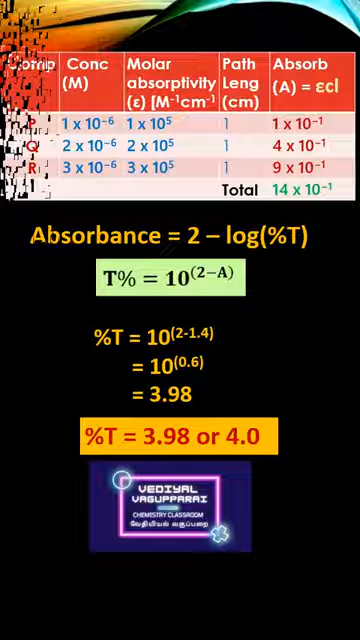 Comp Conc (M) Molar absorptivity (ε) [M⁻¹cm⁻¹ Path Leng (cm) Absorb (A) = εcl
P 1 x 10⁻⁶ 1 x 10⁵ 1 1 x 10⁻¹
Q 2 x 10⁻⁶ 2 x 10⁵ 1 4 x 10⁻¹
R 3 x 10⁻⁶ 3 x 10⁵ 1 9 x 10⁻¹
Total 14 x 10⁻¹
Absorbance = 2 – log(%T)
T% = 10⁽²⁻ᴬ⁾
%T = 10⁽²⁻¹·⁴⁾
= 10⁽⁰·⁶⁾
= 3.98
%T = 3.98 or 4.0
VEDIYAL
VAGUPPARAI
CHEMISTRY CLASSROOM
வேதியியல் வகுப்பறை